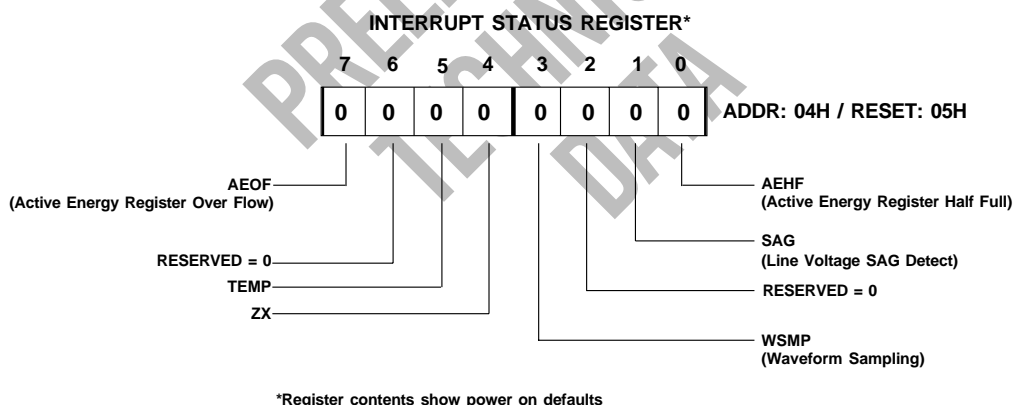 INTERRUPT STATUS REGISTER*
7 6 5 4 3 2 1 0
0 0 0 0 0 0 0 0 ADDR: 04H / RESET: 05H
AEOF
(Active Energy Register Over Flow)
RESERVED = 0
TEMP
ZX
AEHF
(Active Energy Register Half Full)
SAG
(Line Voltage SAG Detect)
RESERVED = 0
WSMP
(Waveform Sampling)
*Register contents show power on defaults
DATA